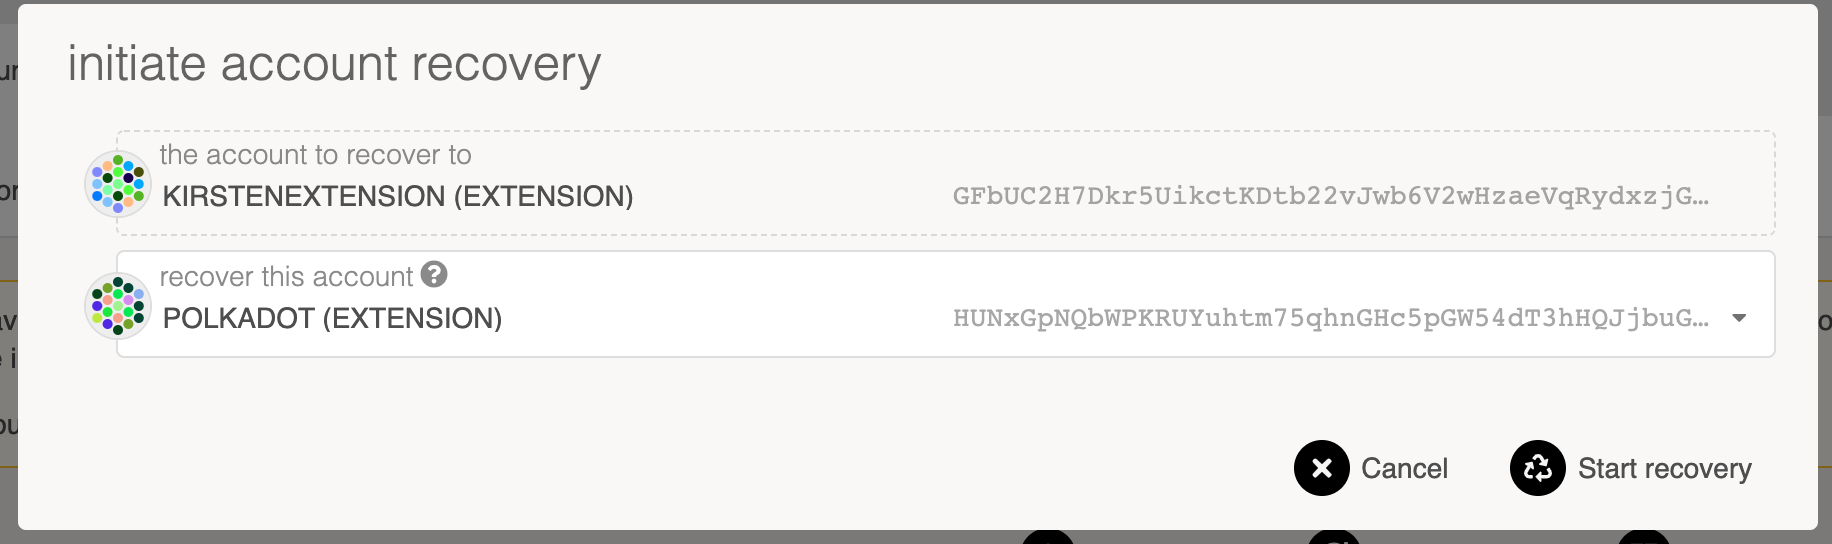 initiate account recovery
the account to recover to
KIRSTENEXTENSION (EXTENSION) GFbUC2H7Dkr5UikctKDtb22vJwb6V2wHzaeVqRydxzjG…
recover this account ?
POLKADOT (EXTENSION) HUNxGpNQbWPKRUYuhtm75qhnGHc5pGW54dT3hHQJjbuG…
Cancel Start recovery